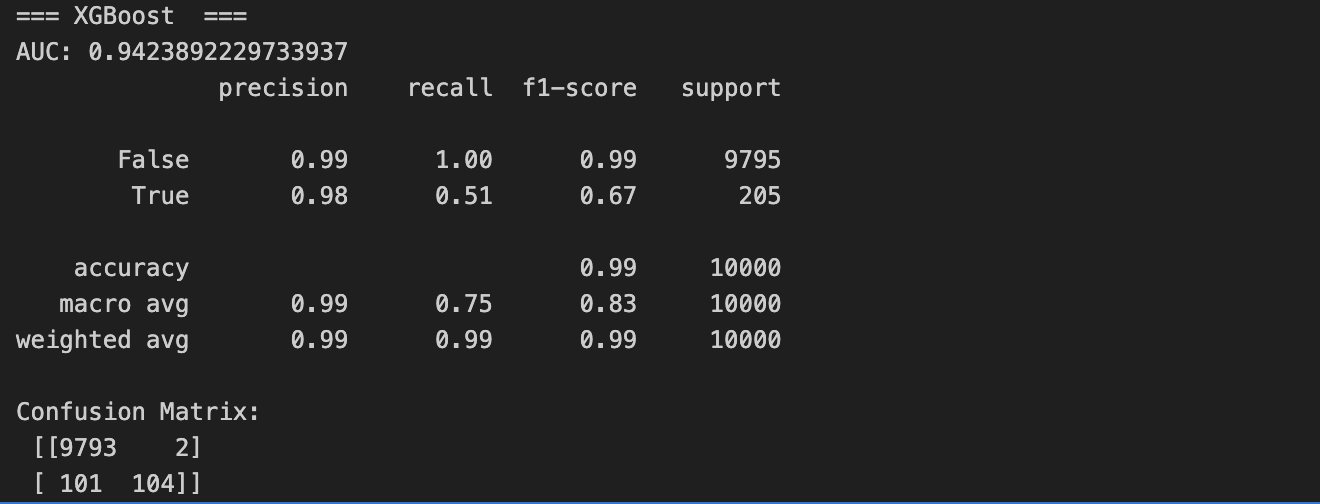 === XGBoost  ===
AUC: 0.9423892229733937
              precision    recall  f1-score   support

       False       0.99      1.00      0.99      9795
        True       0.98      0.51      0.67       205

    accuracy                           0.99     10000
   macro avg       0.99      0.75      0.83     10000
weighted avg       0.99      0.99      0.99     10000

Confusion Matrix:
 [[9793    2]
 [ 101  104]]